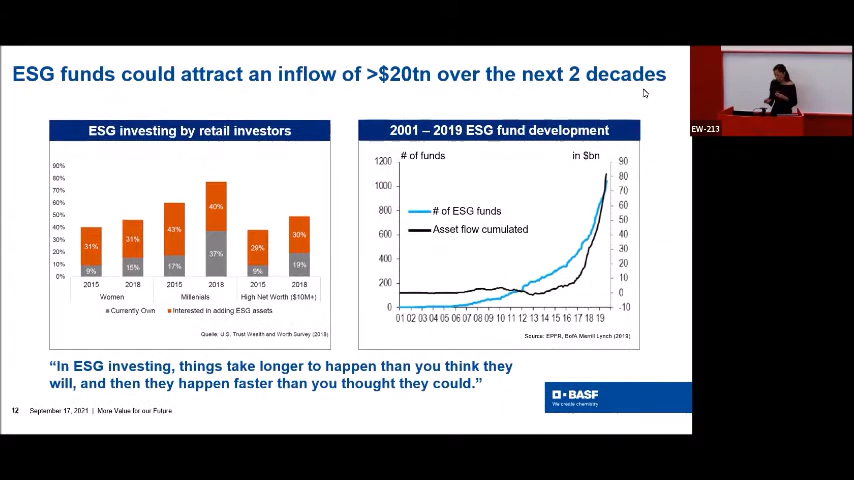 ESG funds could attract an inflow of >$20tn over the next 2 decades
EW-213
ESG investing by retail investors
90%
80%
70%
60%
50%
40%
30%
20%
10%
0%
31%
9%
31%
15%
43%
17%
40%
37%
29%
9%
30%
19%
2015 2018 2015 2018 2015 2018
Women Millenials High Net Worth ($10M+)
Currently Own Interested in adding ESG assets
Quelle: U.S, Trust Wealth and Worth Survey (2018)
2001 – 2019 ESG fund development
# of funds in $bn
1200
1000
800
600
400
200
0
90
80
70
60
50
40
30
20
10
0
-10
# of ESG funds
Asset flow cumulated
01 02 03 04 05 06 07 08 09 10 11 12 13 14 15 16 17 18 19
Source: EPFR, BofA Merrill Lynch (2019)
“In ESG investing, things take longer to happen than you think they
will, and then they happen faster than you thought they could.”
BASF
We create chemistry
12 September 17, 2021 | More Value for our Future